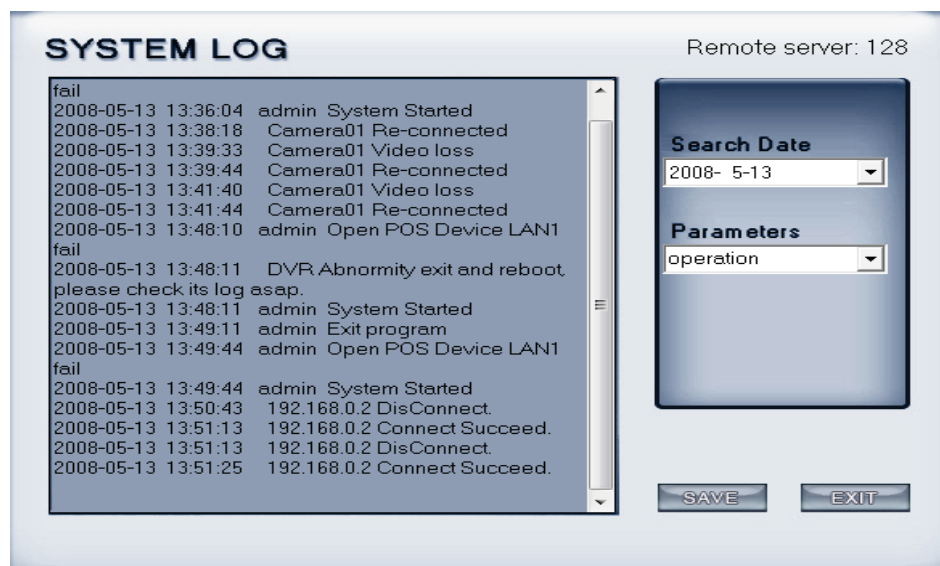 SYSTEM LOG
Remote server: 128
fail
2008-05-13 13:36:04 admin System Started
2008-05-13 13:38:18 Camera01 Re-connected
2008-05-13 13:39:33 Camera01 Video loss
2008-05-13 13:39:44 Camera01 Re-connected
2008-05-13 13:41:40 Camera01 Video loss
2008-05-13 13:41:44 Camera01 Re-connected
2008-05-13 13:48:10 admin Open POS Device LAN1
fail
2008-05-13 13:48:11 DVR Abnormity exit and reboot,
please check its log asap.
2008-05-13 13:48:11 admin System Started
2008-05-13 13:49:11 admin Exit program
2008-05-13 13:49:44 admin Open POS Device LAN1
fail
2008-05-13 13:49:44 admin System Started
2008-05-13 13:50:43 192.168.0.2 DisConnect.
2008-05-13 13:51:13 192.168.0.2 Connect Succeed.
2008-05-13 13:51:13 192.168.0.2 DisConnect.
2008-05-13 13:51:25 192.168.0.2 Connect Succeed.
Search Date
2008- 5-13
Parameters
operation
SAVE
EXIT